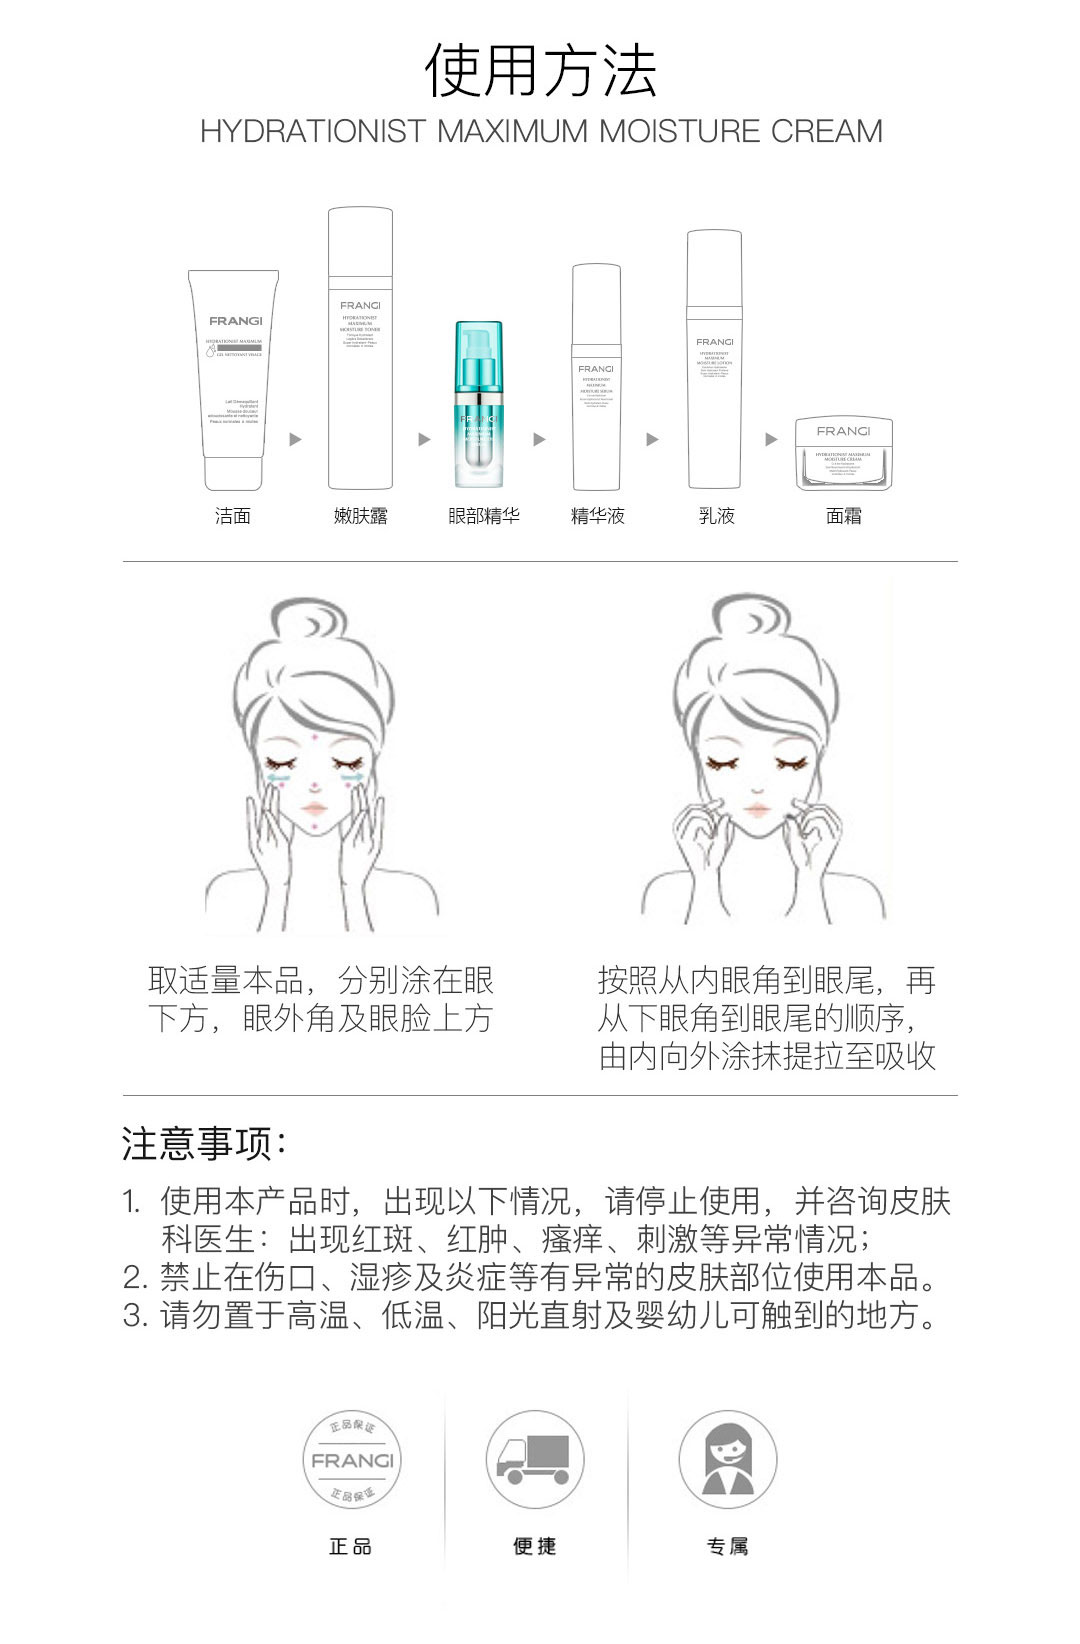 使用方法
HYDRATIONIST MAXIMUM MOISTURE CREAM
FRANGI
HYDRATIONIST MAXIMUM
GEL NETTOYANT VISAGE
FRANGI
HYDRATIONIST
MAXIMUM
MOISTURE TONER
FRANGI
FRANGI
HYDRATIONIST
MAXIMUM
MOISTURE SERUM
FRANGI
HYDRATIONIST
MAXIMUM
MOISTURE LOTION
FRANGI
HYDRATIONIST MAXIMUM
MOISTURE CREAM
洁面
嫩肤露
眼部精华
精华液
乳液
面霜
取适量本品，分别涂在眼
下方，眼外角及眼脸上方
按照从内眼角到眼尾，再
从下眼角到眼尾的顺序，
由内向外涂抹提拉至吸收
注意事项：
1. 使用本产品时，出现以下情况，请停止使用，并咨询皮肤
科医生：出现红斑、红肿、瘙痒、刺激等异常情况；
2. 禁止在伤口、湿疹及炎症等有异常的皮肤部位使用本品。
3. 请勿置于高温、低温、阳光直射及婴幼儿可触到的地方。
正品保证
FRANGI
正品保证
正品
便捷
专属